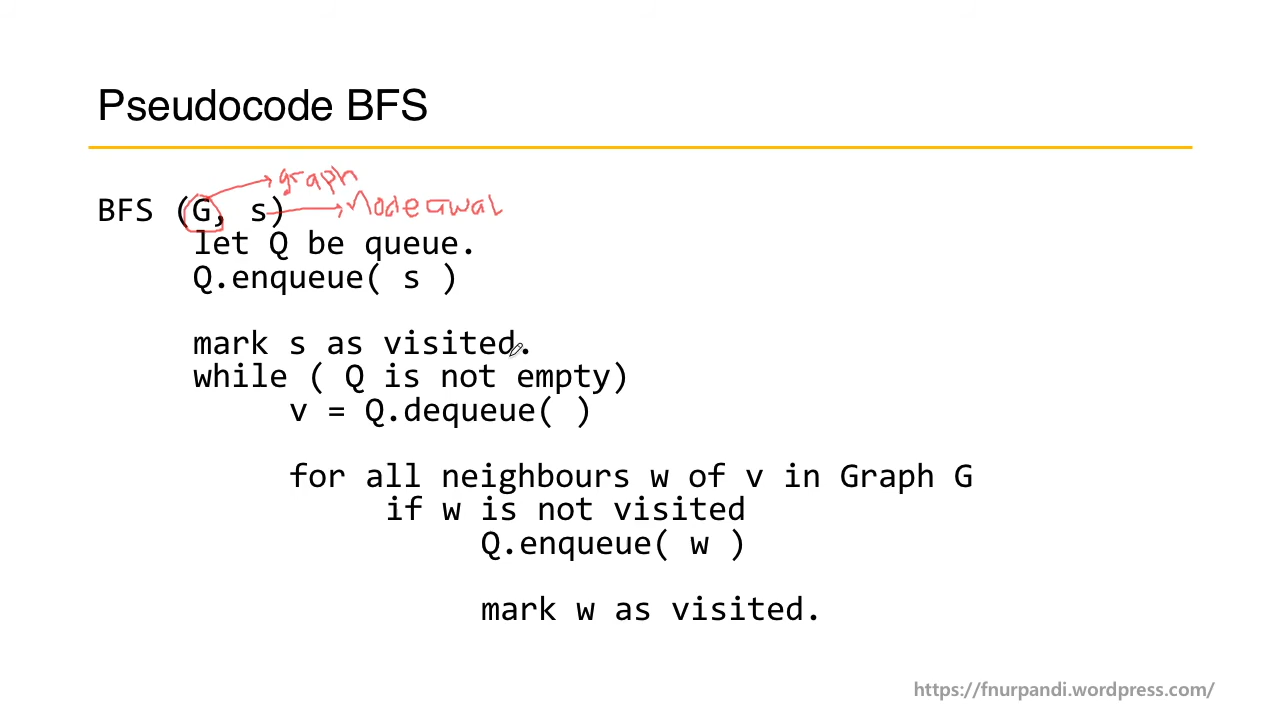 Pseudocode BFS
graph
BFS (G, s) Node awal
let Q be queue.
Q.enqueue( s )
mark s as visited.
while ( Q is not empty)
v = Q.dequeue( )
for all neighbours w of v in Graph G
if w is not visited
Q.enqueue( w )
mark w as visited.
https://fnurpandi.wordpress.com/